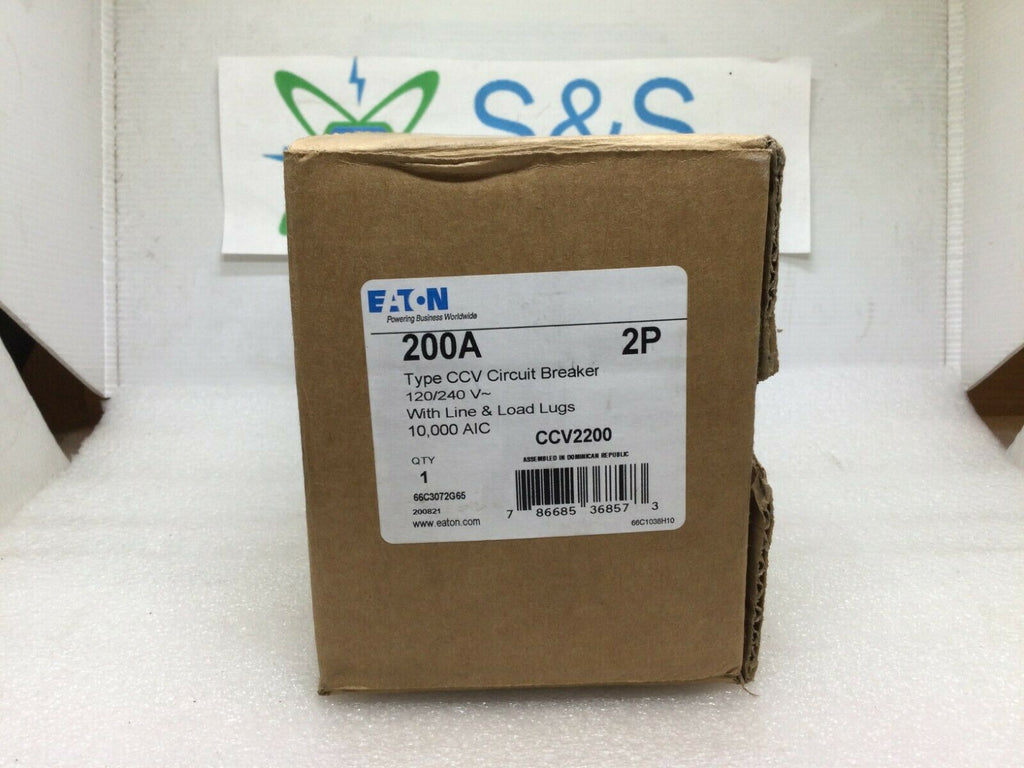 S&S
EATON
Powering Business Worldwide
200A 2P
Type CCV Circuit Breaker
120/240 V~
With Line & Load Lugs
10,000 AIC
CCV2200
ASSEMBLED IN DOMINICAN REPUBLIC
QTY
1
66C3072G65
200821
www.eaton.com
7 86685 36857 3
66C1036H10